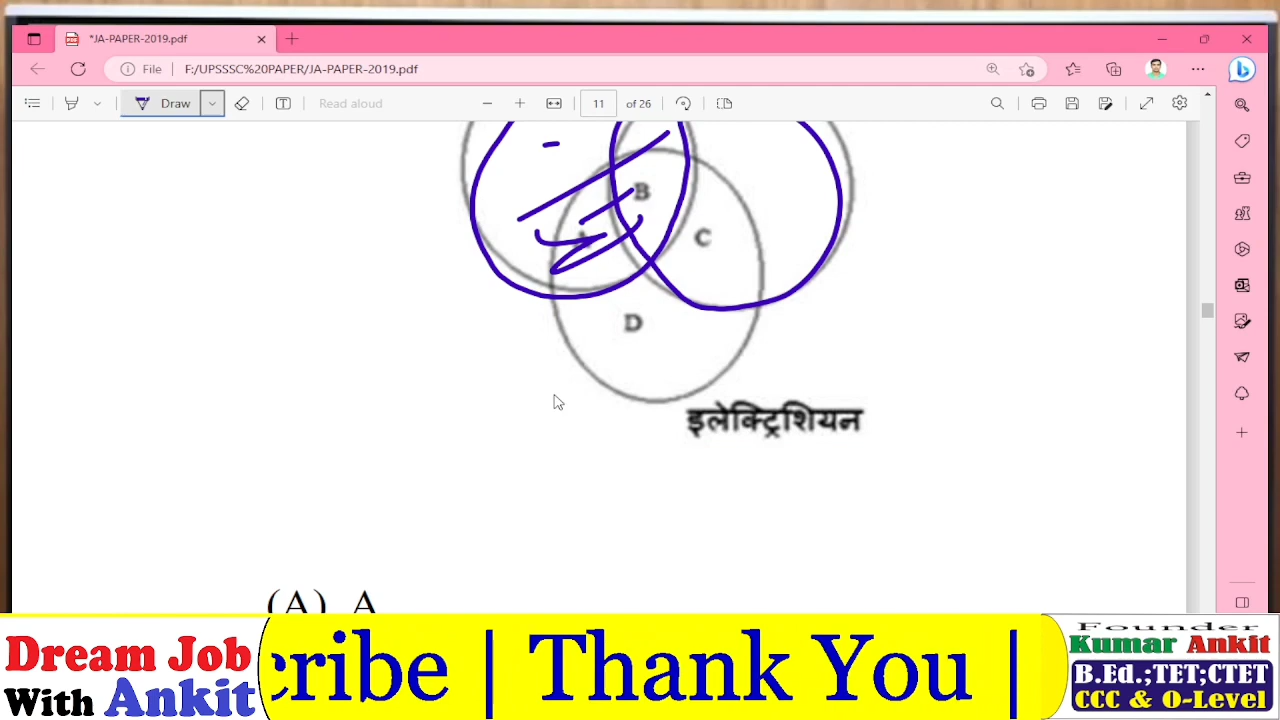 *JA-PAPER-2019.pdf
File F:/UPSSSC%20PAPER/JA-PAPER-2019.pdf
Draw Read aloud 11 of 26
B
C
D
इलेक्ट्रिशियन
(A) A
Dream Job
With Ankit
cribe | Thank You |
Founder
Kumar Ankit
B.Ed.;TET;CTET
CCC & O-Level